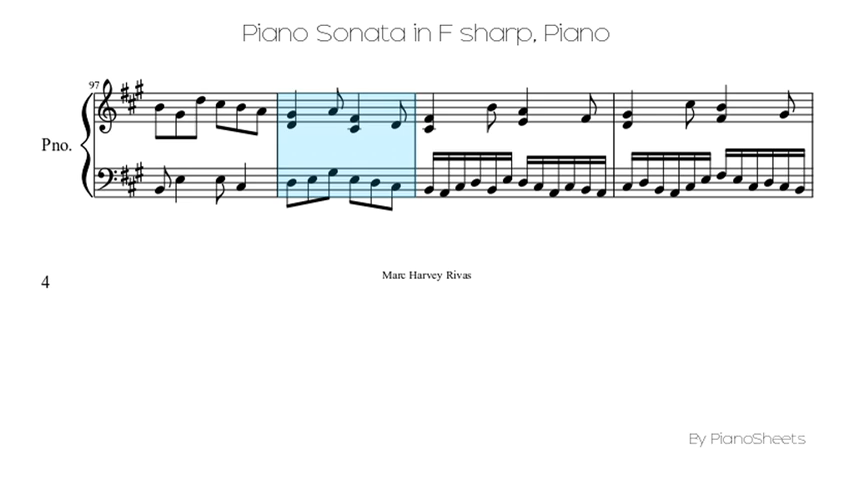 Piano Sonata in F sharp, Piano
97
Pno.
4
Marc Harvey Rivas
By PianoSheets